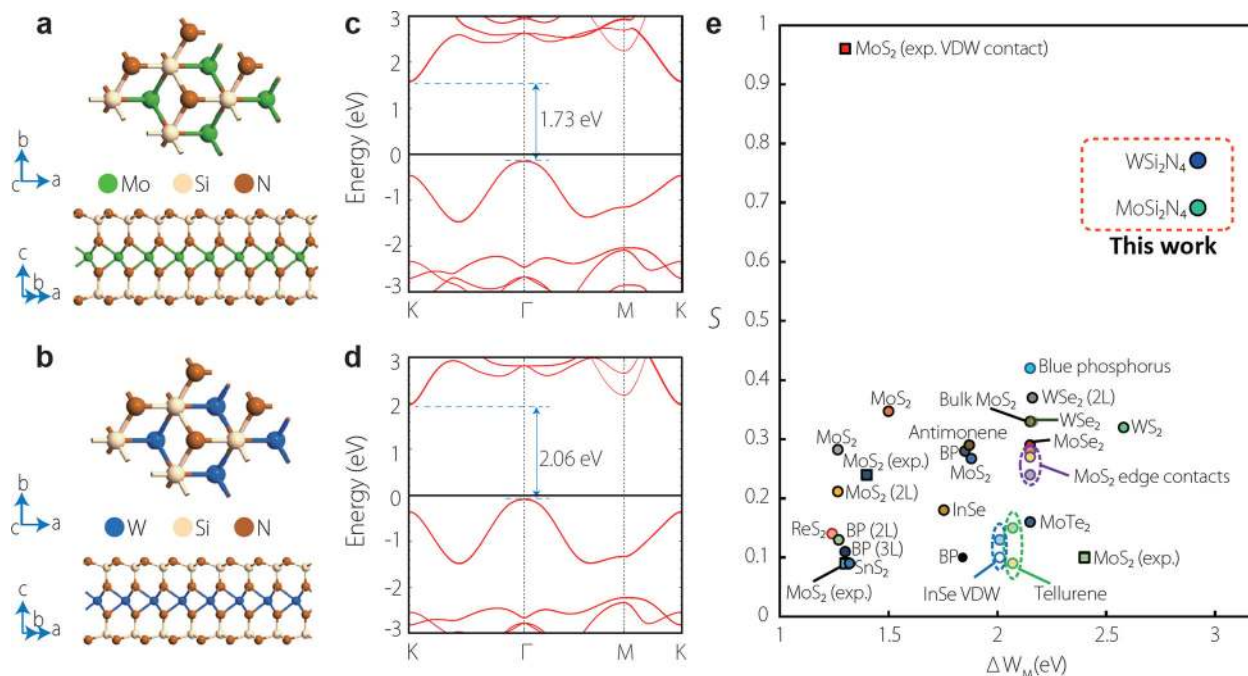 a
b
c
a
Mo Si N
c
b
a
b
b
c
a
W Si N
c
b
a
c
Energy (eV)
3
2
1
0
-1
-2
-3
1.73 eV
K Γ M K
d
Energy (eV)
3
2
1
0
-1
-2
-3
2.06 eV
K Γ M K
e
S
1
0.9
0.8
0.7
0.6
0.5
0.4
0.3
0.2
0.1
0
MoS₂ (exp. VDW contact)
WSi₂N₄
MoSi₂N₄
This work
Blue phosphorus
MoS₂
Bulk MoS₂
WSe₂ (2L)
WSe₂
WS₂
Antimonene
MoSe₂
MoS₂
BP
MoS₂ (exp.)
MoS₂
MoS₂ edge contacts
MoS₂ (2L)
InSe
MoTe₂
ReS₂
BP (2L)
BP (3L)
BP
MoS₂ (exp.)
SnS₂
MoS₂ (exp.)
InSe VDW
Tellurene
1 1.5 2 2.5 3
ΔW_M(eV)